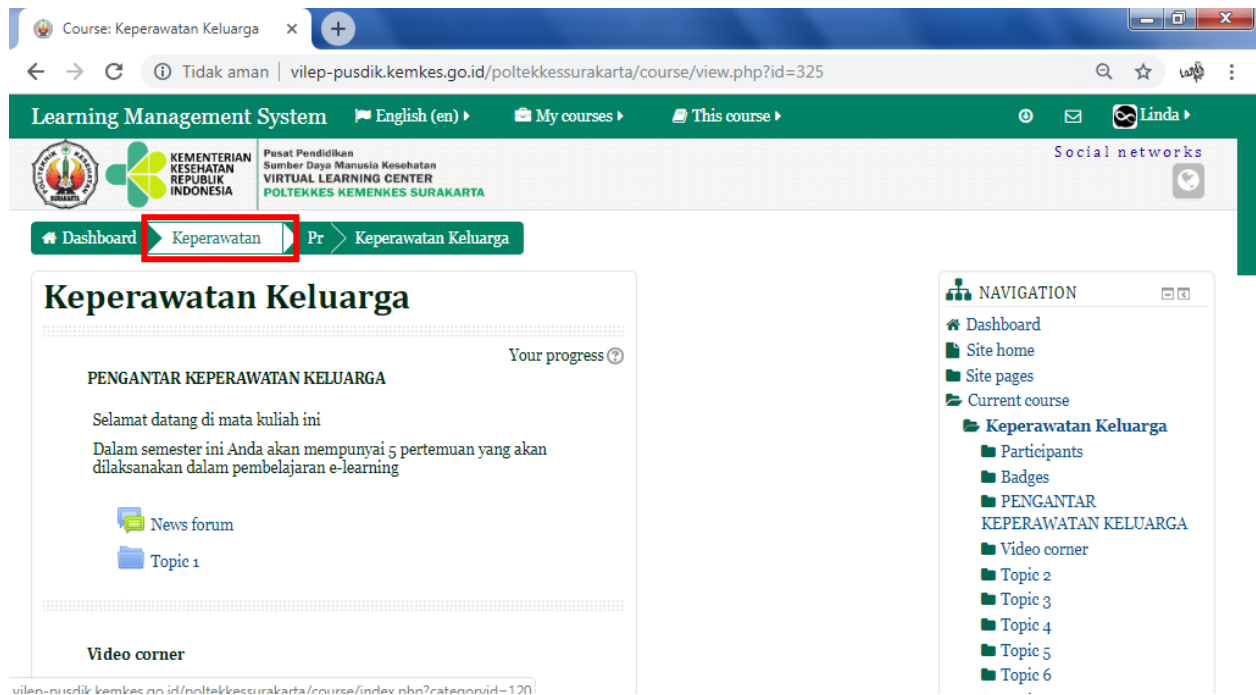 Course: Keperawatan Keluarga
Tidak aman | vilep-pusdik.kemkes.go.id/poltekkessurakarta/course/view.php?id=325
Learning Management System English (en) My courses This course Linda
KEMENTERIAN
KESEHATAN
REPUBLIK
INDONESIA
Pusat Pendidikan
Sumber Daya Manusia Kesehatan
VIRTUAL LEARNING CENTER
POLTEKKES KEMENKES SURAKARTA
Social networks
Dashboard Keperawatan Pr Keperawatan Keluarga
Keperawatan Keluarga
Your progress
PENGANTAR KEPERAWATAN KELUARGA
Selamat datang di mata kuliah ini
Dalam semester ini Anda akan mempunyai 5 pertemuan yang akan
dilaksanakan dalam pembelajaran e-learning
News forum
Topic 1
Video corner
vilep-pusdik.kemkes.go.id/poltekkessurakarta/course/index.php?categoryid=120
NAVIGATION
Dashboard
Site home
Site pages
Current course
Keperawatan Keluarga
Participants
Badges
PENGANTAR
KEPERAWATAN KELUARGA
Video corner
Topic 2
Topic 3
Topic 4
Topic 5
Topic 6